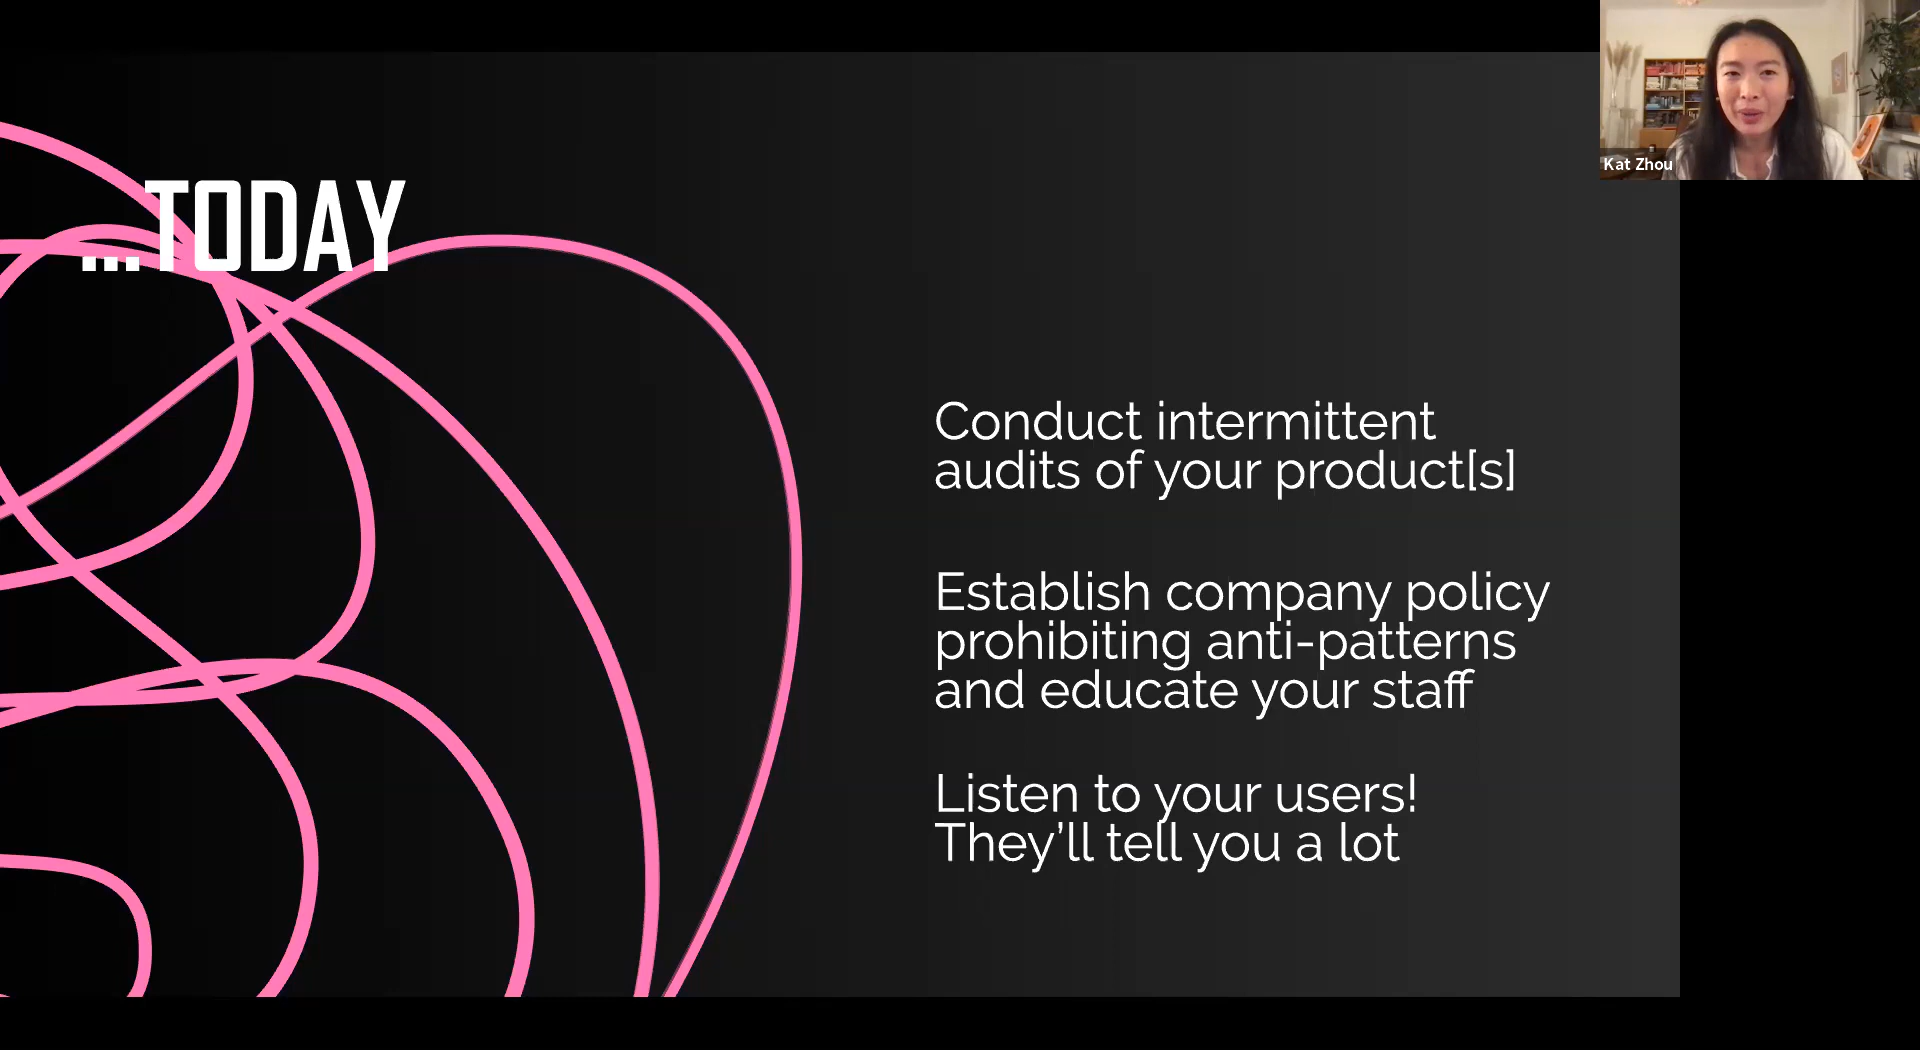 ...TODAY
Conduct intermittent
audits of your product[s]
Establish company policy
prohibiting anti-patterns
and educate your staff
Listen to your users!
They’ll tell you a lot
Kat Zhou